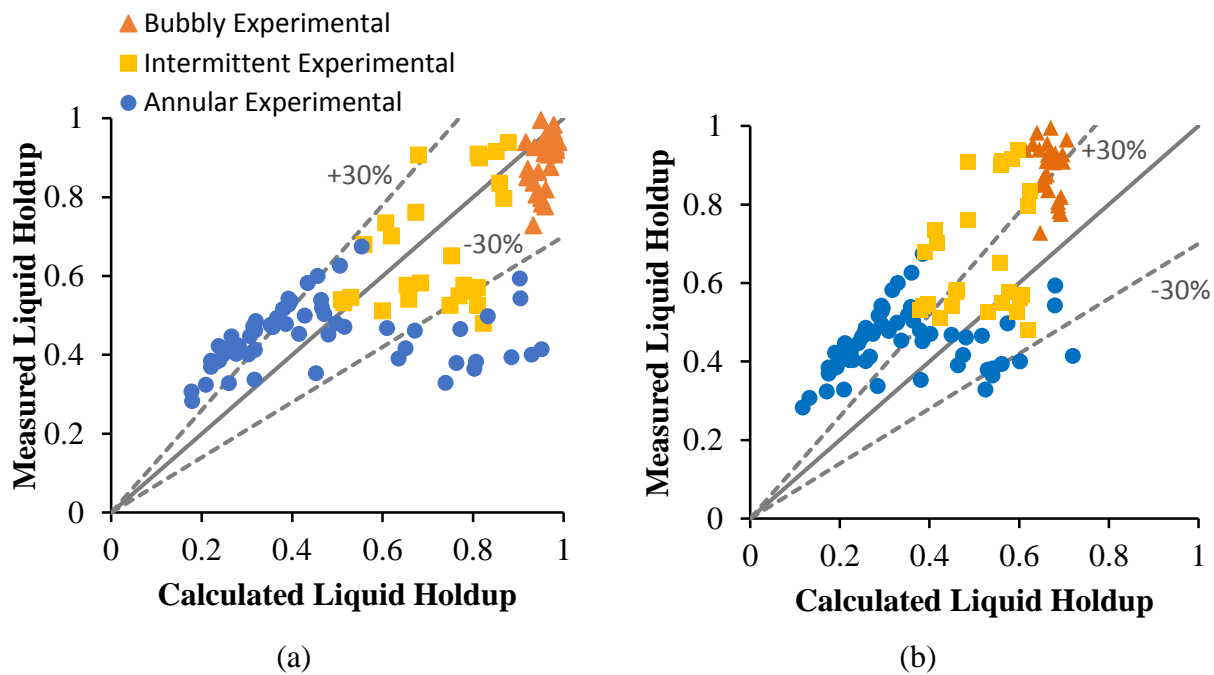 Bubbly Experimental
Intermittent Experimental
Annular Experimental
1
0.8
0.6
0.4
0.2
0
+30%
-30%
0 0.2 0.4 0.6 0.8 1
Measured Liquid Holdup
Calculated Liquid Holdup
(a)
1
0.8
0.6
0.4
0.2
0
+30%
-30%
0 0.2 0.4 0.6 0.8 1
Measured Liquid Holdup
Calculated Liquid Holdup
(b)